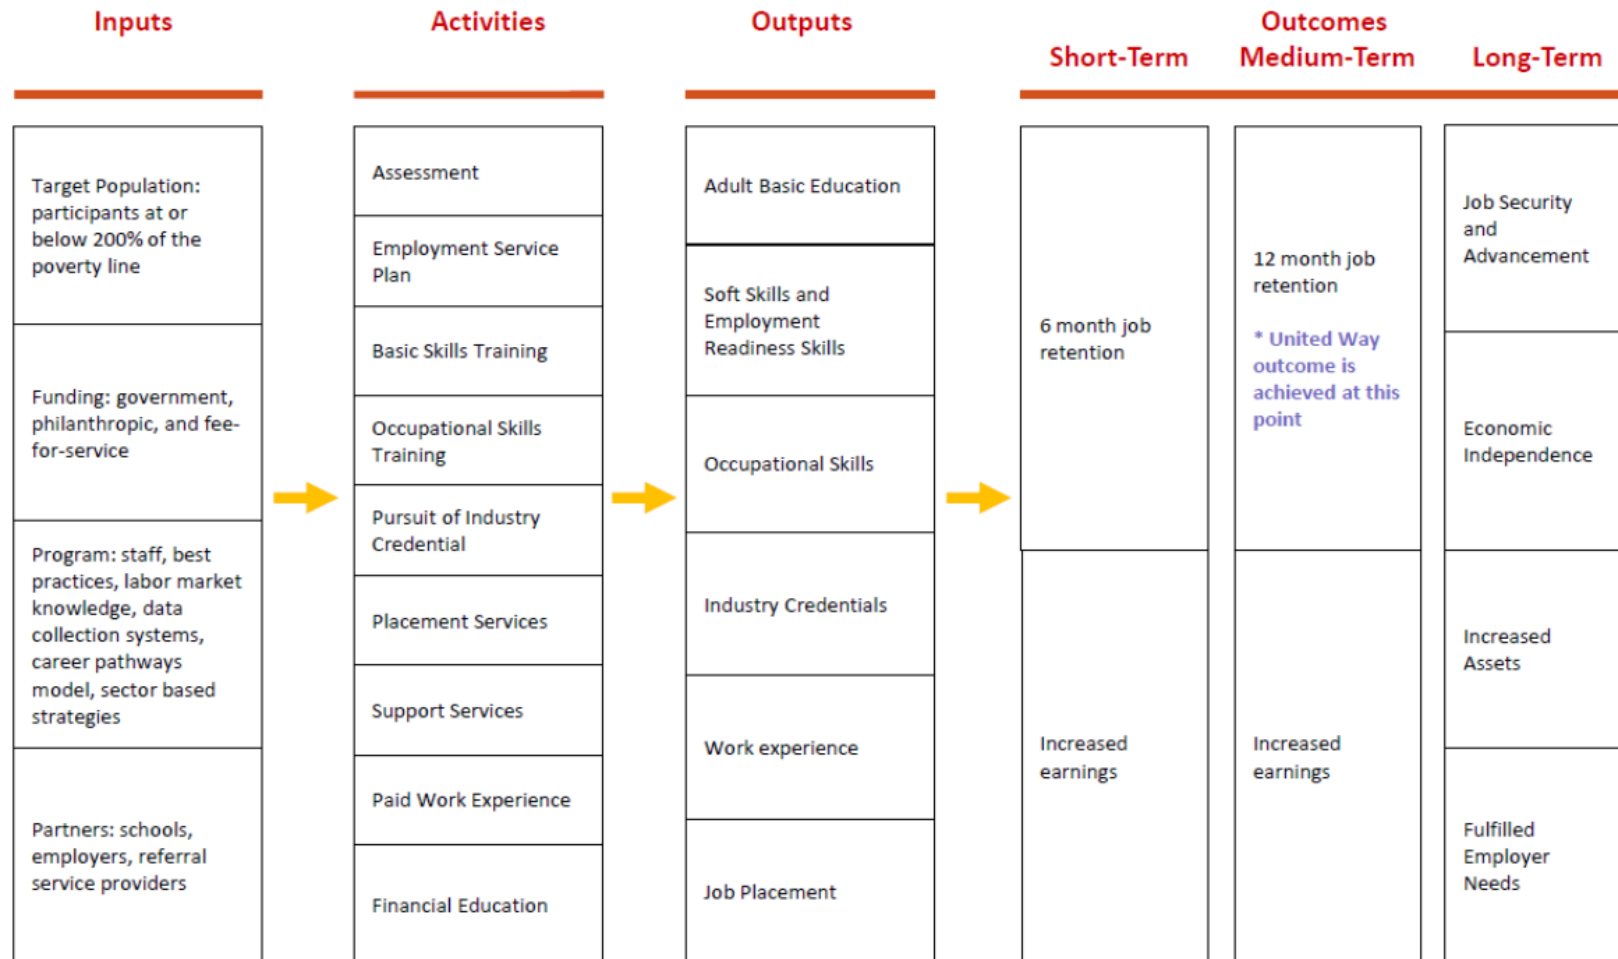 Inputs
Activities
Outputs
Outcomes
Short-Term
Medium-Term
Long-Term
Target Population:
participants at or
below 200% of the
poverty line
Funding: government,
philanthropic, and fee-
for-service
Program: staff, best
practices, labor market
knowledge, data
collection systems,
career pathways
model, sector based
strategies
Partners: schools,
employers, referral
service providers
Assessment
Employment Service
Plan
Basic Skills Training
Occupational Skills
Training
Pursuit of Industry
Credential
Placement Services
Support Services
Paid Work Experience
Financial Education
Adult Basic Education
Soft Skills and
Employment
Readiness Skills
Occupational Skills
Industry Credentials
Work experience
Job Placement
6 month job
retention
Increased
earnings
12 month job
retention
* United Way
outcome is
achieved at this
point
Increased
earnings
Job Security
and
Advancement
Economic
Independence
Increased
Assets
Fulfilled
Employer
Needs